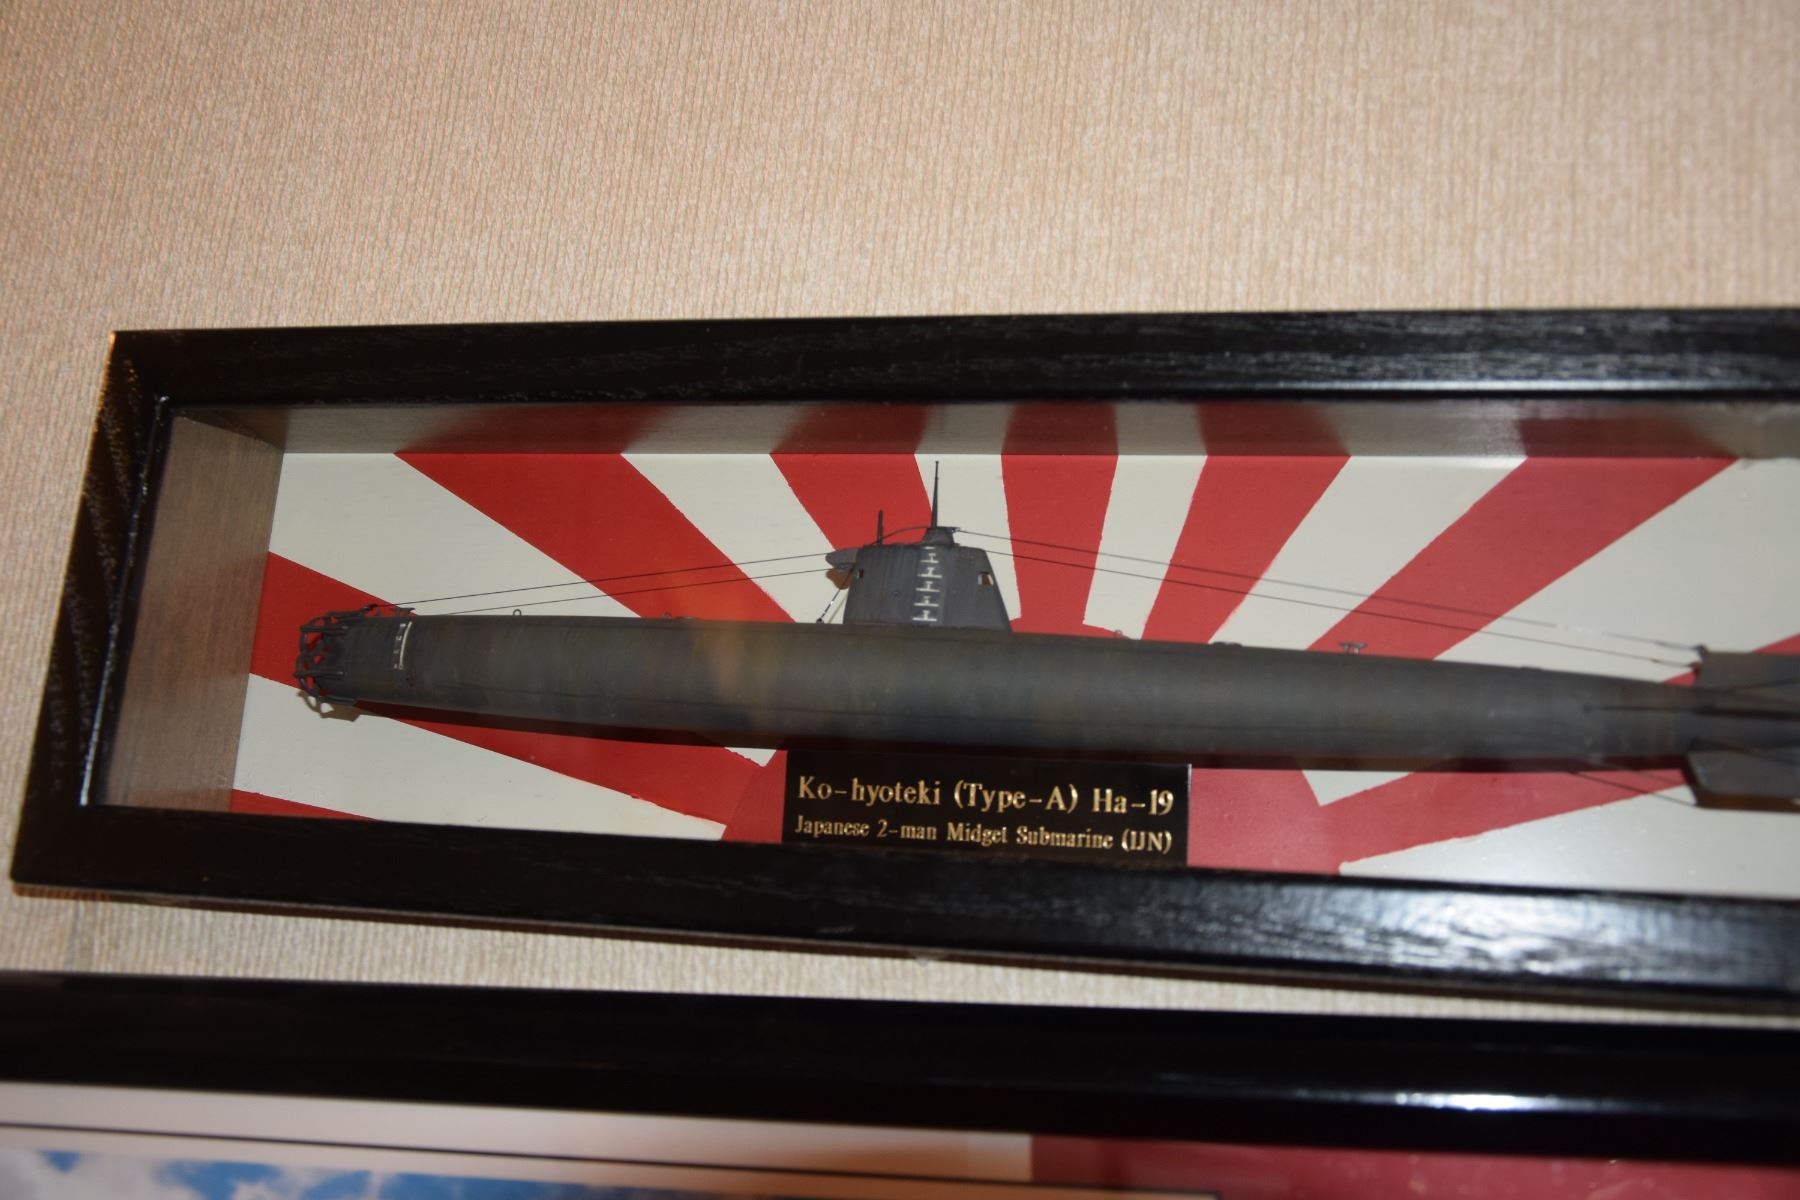 Ko-hyoteki (Type-A) Ha-19
Japanese 2-man Midget Submarine (IJN)